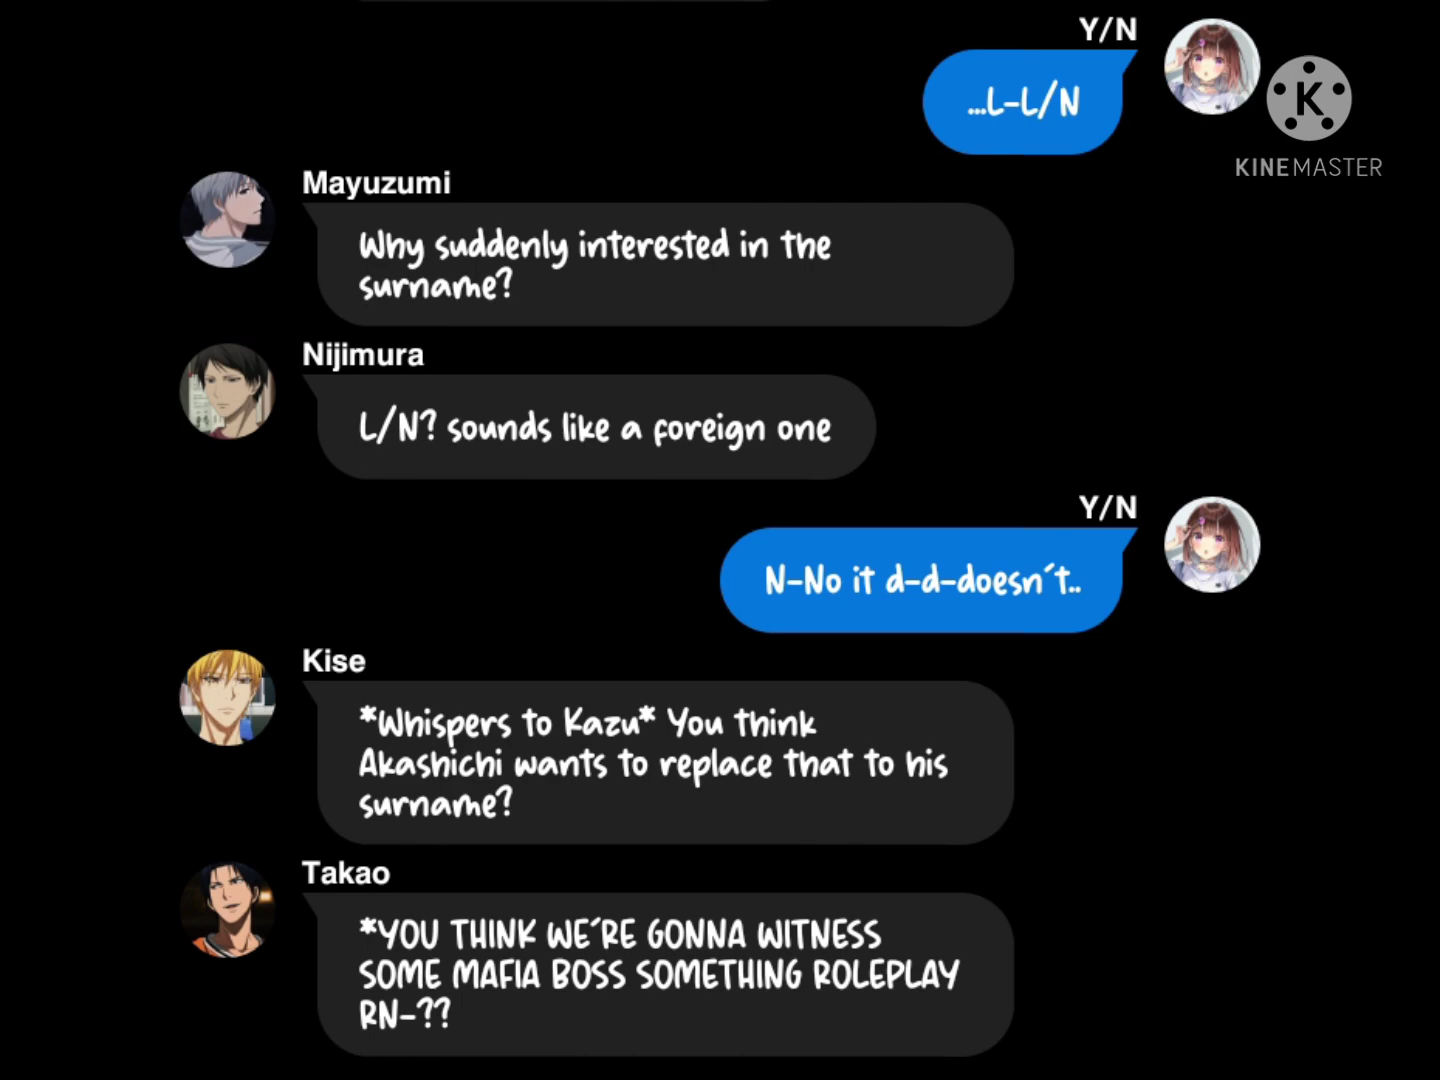 Y/N
...L-L/N
K
KINEMASTER
Mayuzumi
Why suddenly interested in the
surname?
Nijimura
L/N? sounds like a foreign one
Y/N
N-No it d-d-doesn´t..
Kise
*Whispers to Kazu* You think
Akashichi wants to replace that to his
surname?
Takao
*YOU THINK WE´RE GONNA WITNESS
SOME MAFIA BOSS SOMETHING ROLEPLAY
RN-??